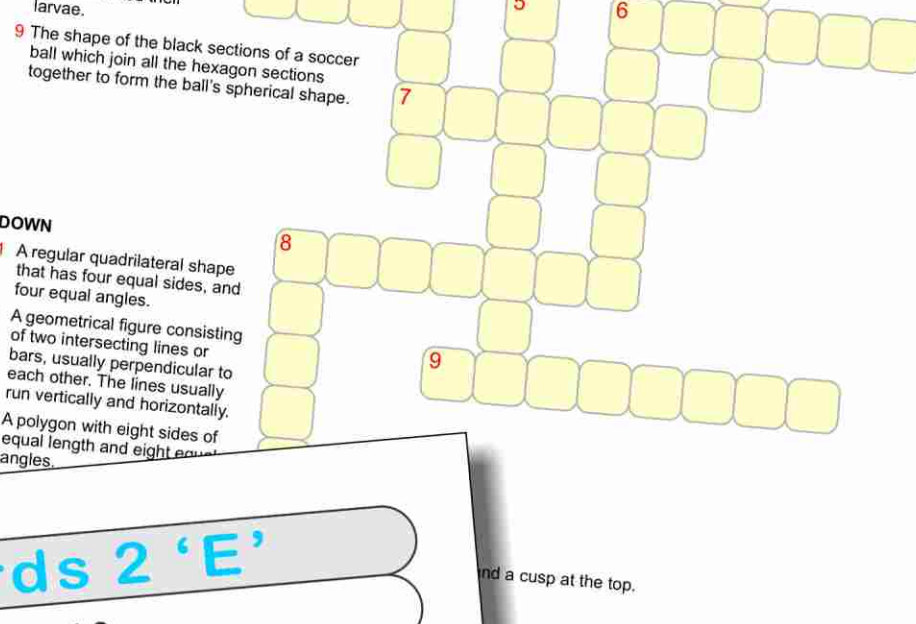 larvae.
9 The shape of the black sections of a soccer
ball which join all the hexagon sections
together to form the ball's spherical shape.
DOWN
1 A regular quadrilateral shape
that has four equal sides, and
four equal angles.
A geometrical figure consisting
of two intersecting lines or
bars, usually perpendicular to
each other. The lines usually
run vertically and horizontally.
A polygon with eight sides of
equal length and eight equal
angles.
5
6
7
8
9
ds 2 'E'
and a cusp at the top.